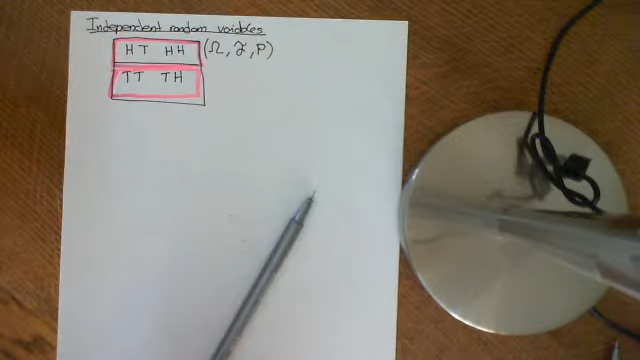 Independent random variables
HT HH (Ω, F, P)
TT TH